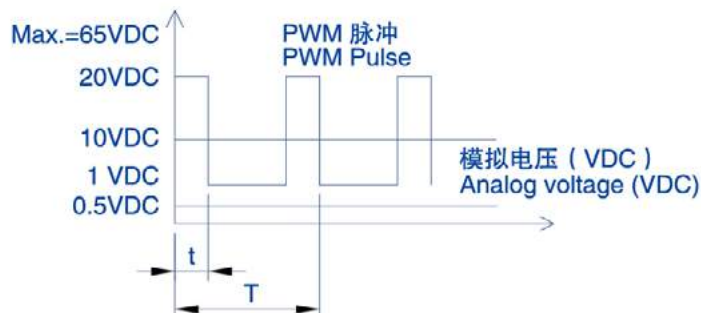 Max.=65VDC
PWM 脉冲
PWM Pulse
20VDC
10VDC
模拟电压（VDC）
1 VDC
Analog voltage (VDC)
0.5VDC
t
T